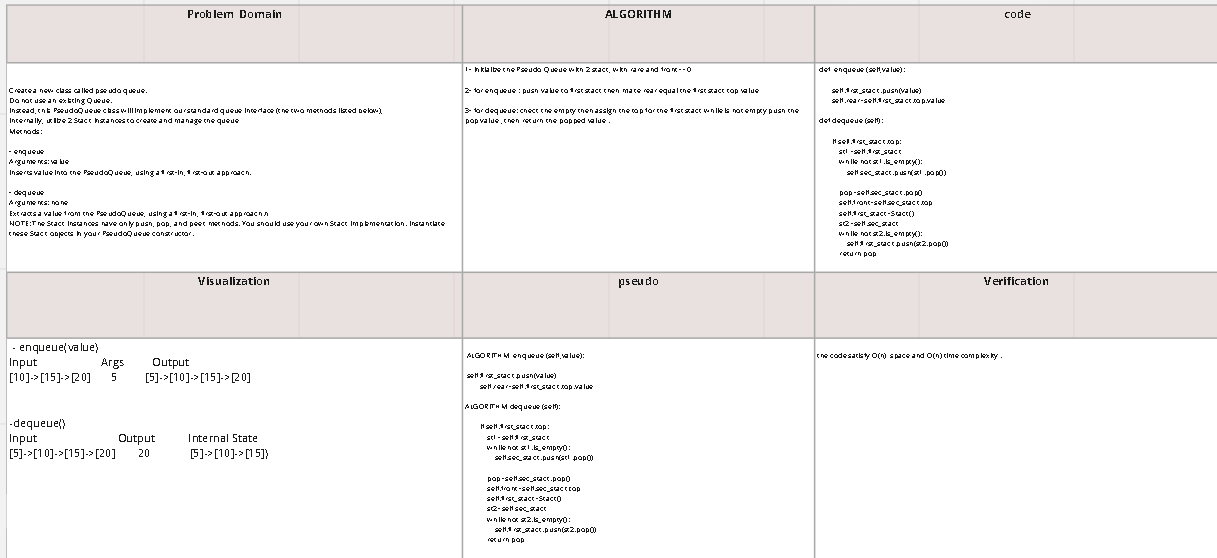 Problem Domain
Create a new class called pseudo queue.
Do not use an existing Queue.
Instead, this PseudoQueue class will implement our standard queue interface (the two methods listed below),
Internally, utilize 2 Stack instances to create and manage the queue
Methods:
- enqueue
Arguments: value
Inserts value into the PseudoQueue, using a first-in, first-out approach.
- dequeue
Arguments: none
Extracts a value from the PseudoQueue, using a first-in, first-out approach.n
NOTE: The Stack instances have only push, pop, and peek methods. You should use your own Stack implementation. Instantiate
these Stack objects in your PseudoQueue constructor.
ALGORITHM
1- initialize the Pseudo Queue with 2 stack, with rare and front
2- for enqueue : push value to first stack then make rear equal the first stack top value
3- for dequeue: check the empty then assign the top for the first stack while is not empty push the
pop value , then return the popped value .
code
def enqueue (self,value):
self.first_stack.push(value)
self.rear=self.first_stack.top.value
def dequeue (self):
if self.first_stack.top:
st1=self.first_stack
while not st1.is_empty():
self.sec_stack.push(st1.pop())
pop=self.sec_stack.pop()
self.front=self.sec_stack.top
self.first_stack=Stack()
st2=self.sec_stack
while not st2.is_empty():
self.first_stack.push(st2.pop())
return pop
Visualization
- enqueue(value)
Input Args Output
[10]->[15]->[20] 5 [5]->[10]->[15]->[20]
-dequeue()
Input Output Internal State
[5]->[10]->[15]->[20] 20 [5]->[10]->[15])
pseudo
ALGORITHM enqueue (self,value):
self.first_stack.push(value)
self.rear=self.first_stack.top.value
ALGORITHM dequeue (self):
if self.first_stack.top:
st1=self.first_stack
while not st1.is_empty():
self.sec_stack.push(st1.pop())
pop=self.sec_stack.pop()
self.front=self.sec_stack.top
self.first_stack=Stack()
st2=self.sec_stack
while not st2.is_empty():
self.first_stack.push(st2.pop())
return pop
Verification
the code satisfy O(n) space and O(n) time complexity .